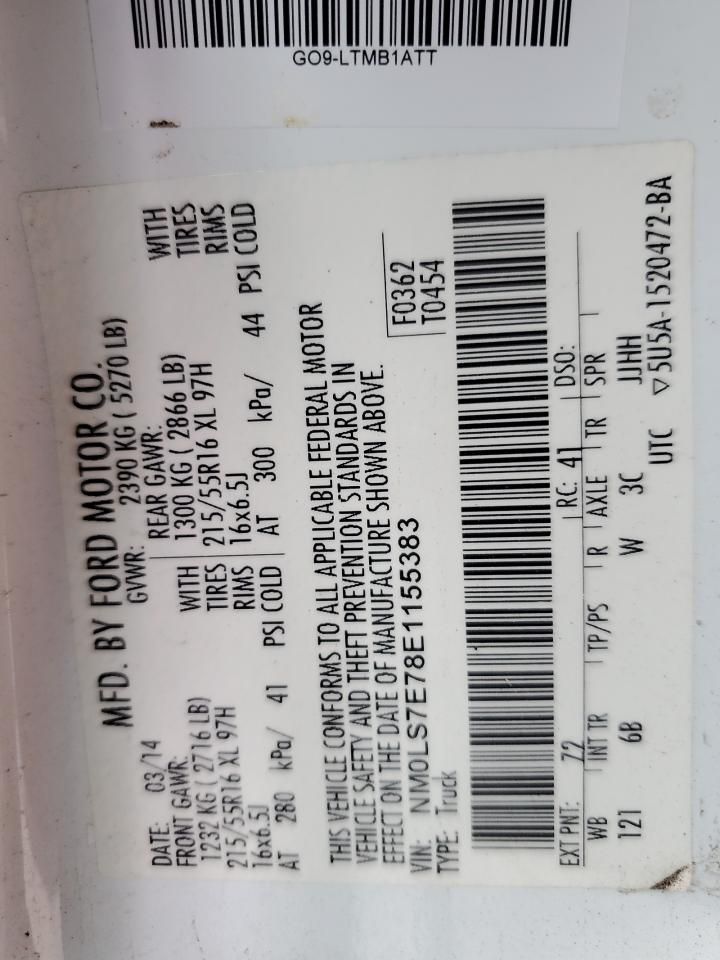 GO9-LTMB1ATT
MFD. BY FORD MOTOR CO.
DATE: 03/14 GVWR: 2390 KG ( 5270 LB)
FRONT GAWR: REAR GAWR:
1232 KG ( 2716 LB) WITH 1300 KG ( 2866 LB) WITH
215/55R16 XL 97H TIRES 215/55R16 XL 97H TIRES
16x6.5J RIMS 16x6.5J RIMS
AT 280 kPa/ 41 PSI COLD AT 300 kPa/ 44 PSI COLD
THIS VEHICLE CONFORMS TO ALL APPLICABLE FEDERAL MOTOR
VEHICLE SAFETY AND THEFT PREVENTION STANDARDS IN
EFFECT ON THE DATE OF MANUFACTURE SHOWN ABOVE.
VIN: NM0LS7E78E1155383 F0362
TYPE: Truck T0454
EXT PNT: 7Z RC: 41 DSO:
WB INT TR TP/PS R AXLE TR SPR
121 6B W 3C JJHH
UTC ▽5U5A-1520472-BA